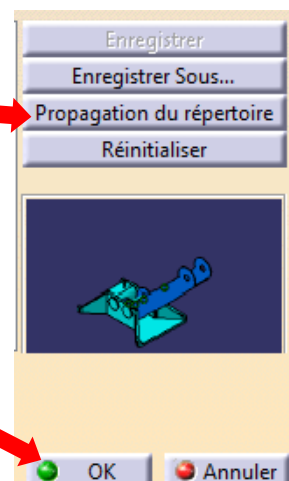 Enregistrer
Enregistrer Sous...
Propagation du répertoire
Réinitialiser
OK
Annuler